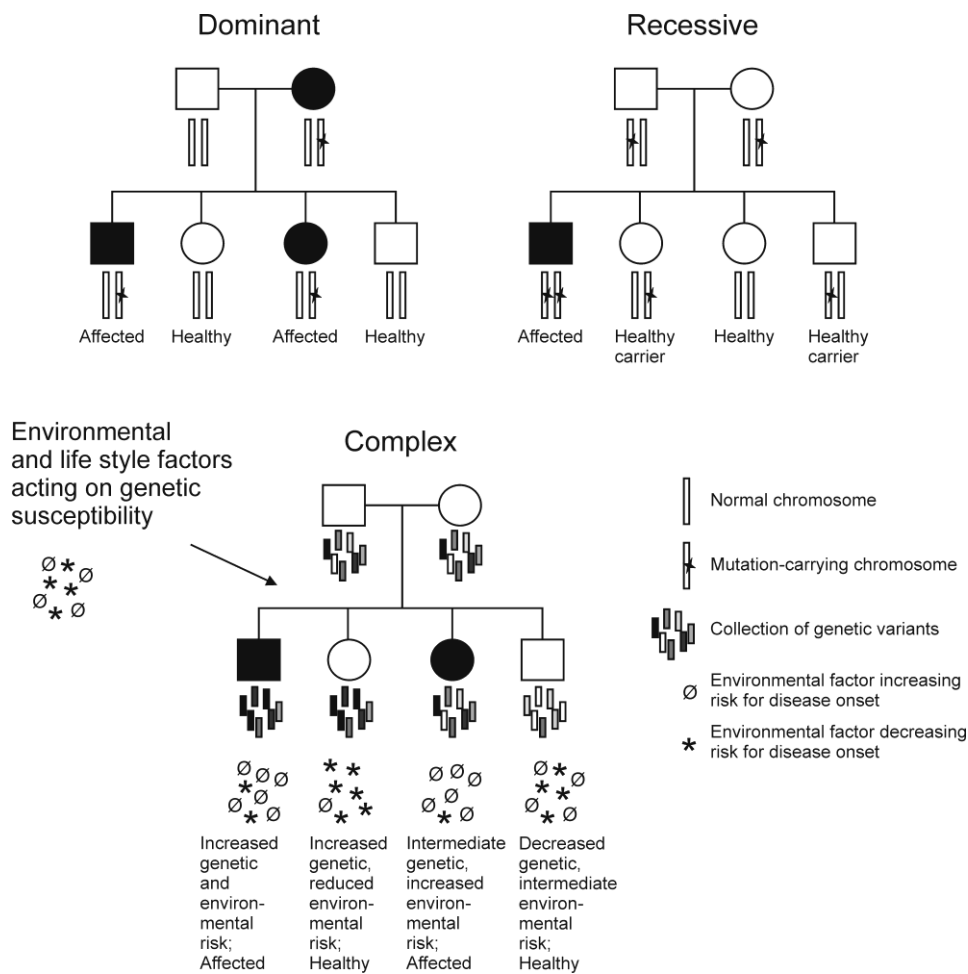 Dominant
Recessive
Affected
Healthy
Affected
Healthy
Affected
Healthy
carrier
Healthy
Healthy
carrier
Environmental
and life style factors
acting on genetic
susceptibility
Complex
Normal chromosome
Mutation-carrying chromosome
Collection of genetic variants
Environmental factor increasing
risk for disease onset
Environmental factor decreasing
risk for disease onset
Increased
genetic
and
environ-
mental
risk;
Affected
Increased
genetic,
reduced
environ-
mental
risk;
Healthy
Intermediate
genetic,
increased
environ-
mental
risk;
Affected
Decreased
genetic,
intermediate
environ-
mental
risk;
Healthy